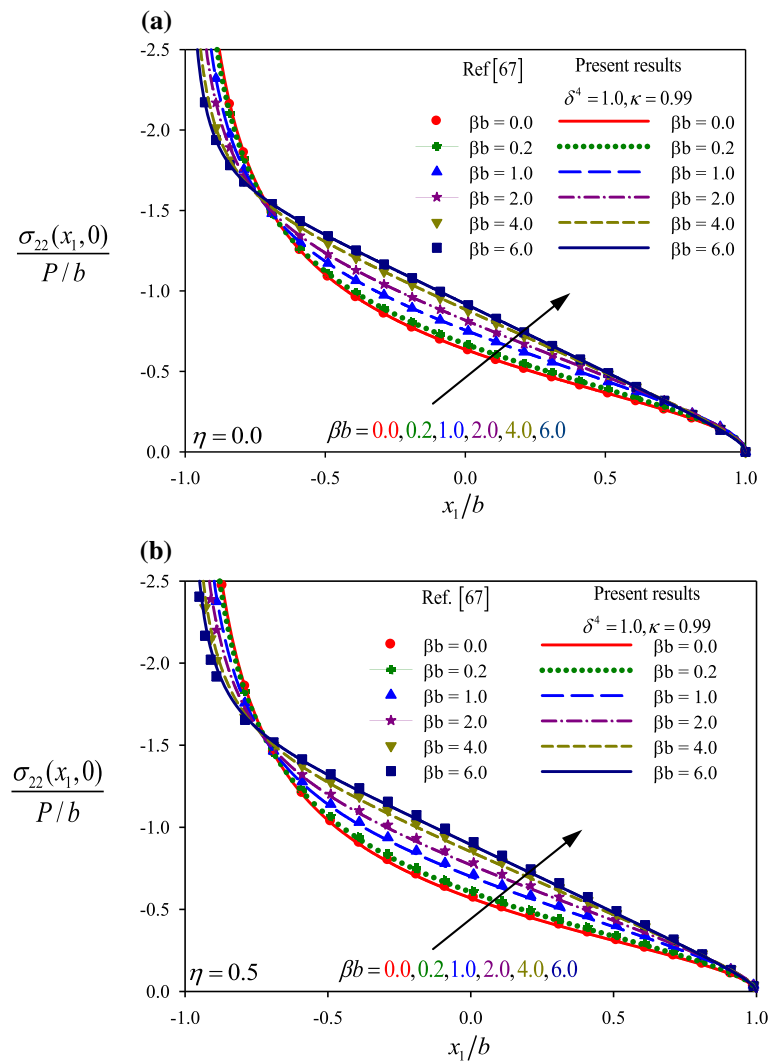 (a)
-2.5
-2.0
-1.5
-1.0
-0.5
0.0
σ₂₂(x₁,0)
P/b
Ref [67] Present results
δ⁴ = 1.0, κ = 0.99
βb = 0.0 βb = 0.0
βb = 0.2 βb = 0.2
βb = 1.0 βb = 1.0
βb = 2.0 βb = 2.0
βb = 4.0 βb = 4.0
βb = 6.0 βb = 6.0
η = 0.0 βb = 0.0, 0.2, 1.0, 2.0, 4.0, 6.0
-1.0 -0.5 0.0 0.5 1.0
x₁/b
(b)
-2.5
-2.0
-1.5
-1.0
-0.5
0.0
σ₂₂(x₁,0)
P/b
Ref. [67] Present results
δ⁴ = 1.0, κ = 0.99
βb = 0.0 βb = 0.0
βb = 0.2 βb = 0.2
βb = 1.0 βb = 1.0
βb = 2.0 βb = 2.0
βb = 4.0 βb = 4.0
βb = 6.0 βb = 6.0
η = 0.5 βb = 0.0, 0.2, 1.0, 2.0, 4.0, 6.0
-1.0 -0.5 0.0 0.5 1.0
x₁/b